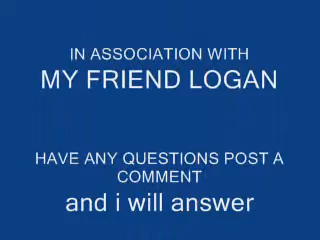 IN ASSOCIATION WITH
MY FRIEND LOGAN
HAVE ANY QUESTIONS POST A
COMMENT
and i will answer